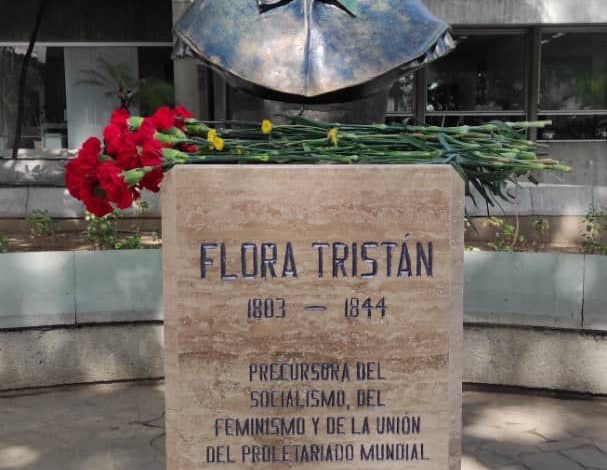 FLORA TRISTÁN
1803 — 1844
PRECURSORA DEL
SOCIALISMO, DEL
FEMINISMO Y DE LA UNIÓN
DEL PROLETARIADO MUNDIAL